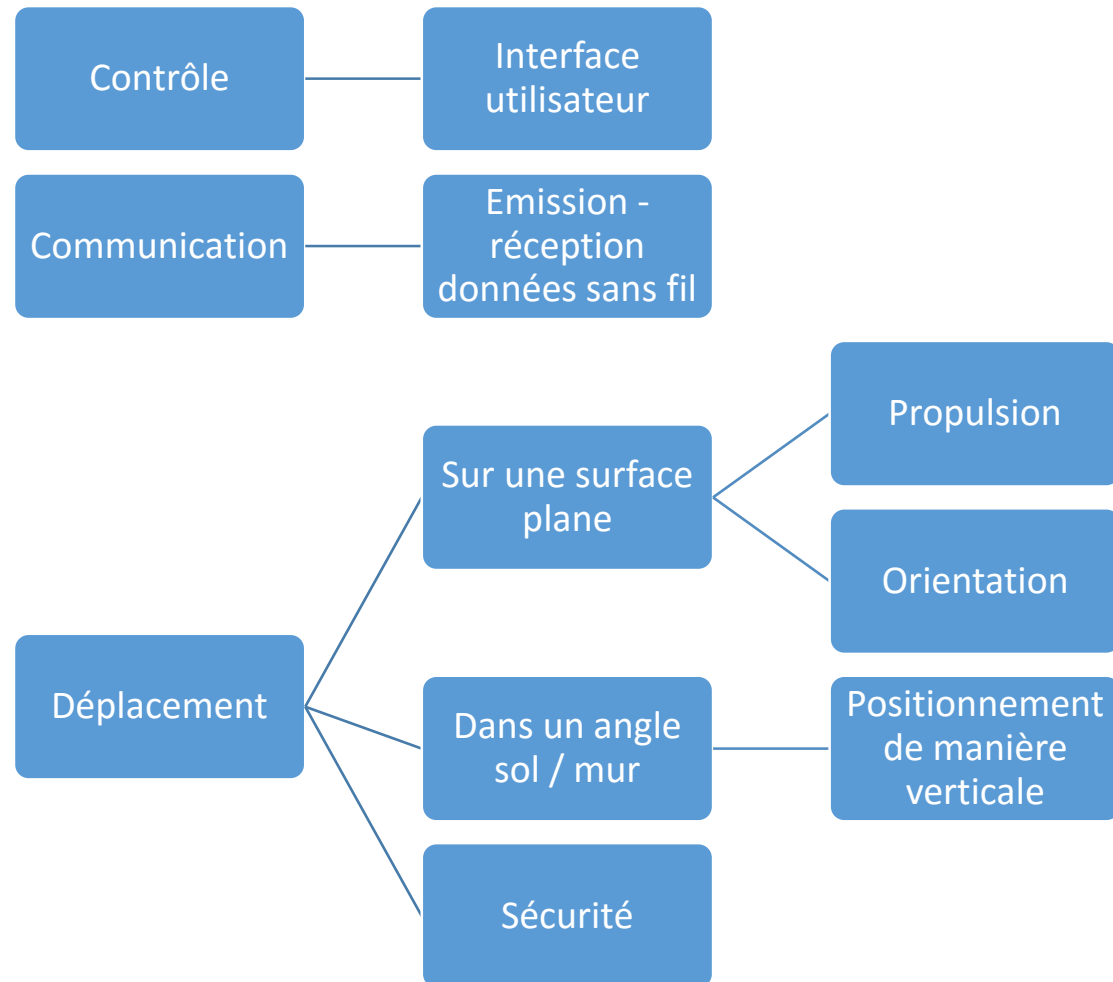 Contrôle
Interface
utilisateur
Communication
Emission -
réception
données sans fil
Déplacement
Sur une surface
plane
Propulsion
Orientation
Dans un angle
sol / mur
Positionnement
de manière
verticale
Sécurité